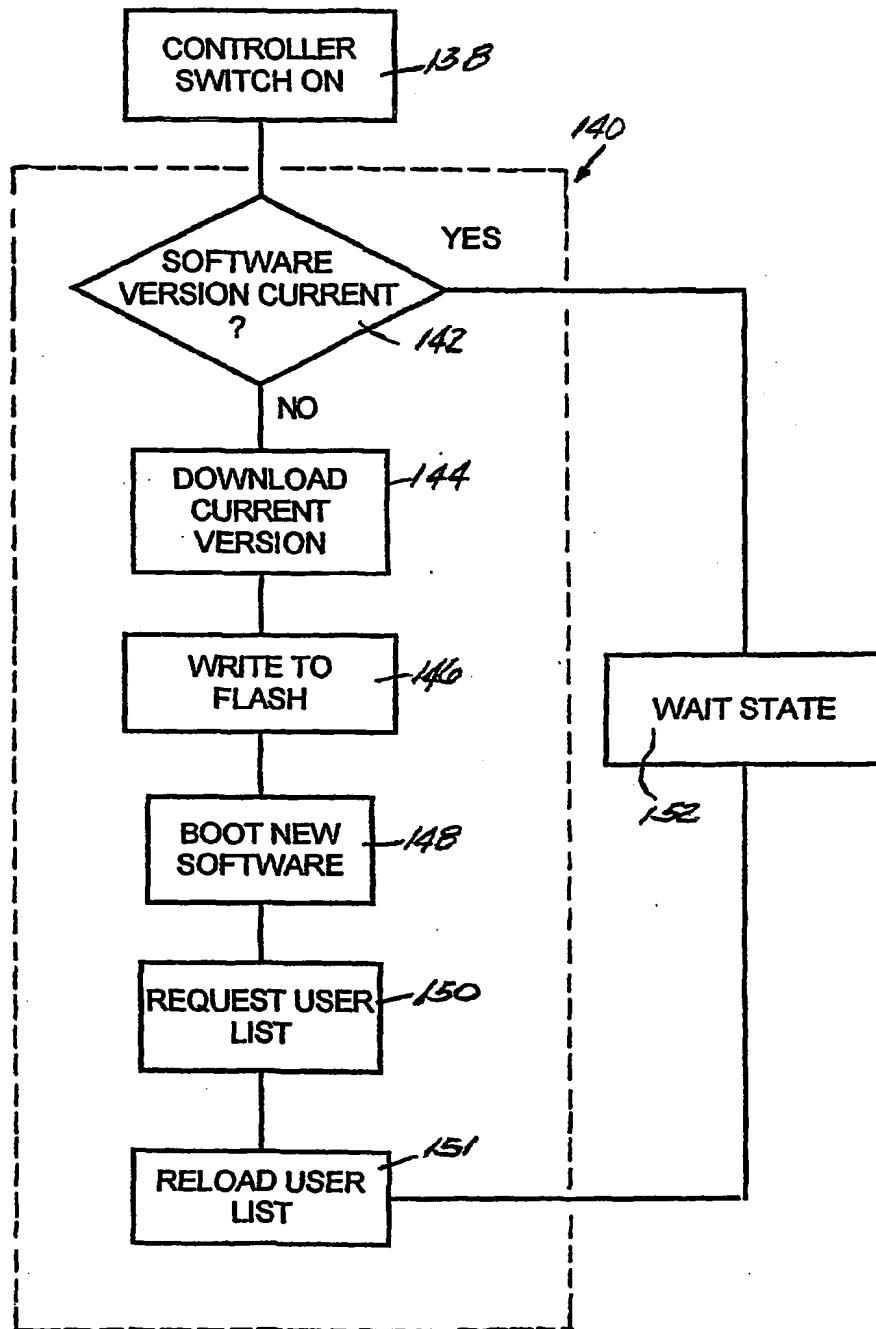 CONTROLLER
SWITCH ON
138
140
YES
SOFTWARE
VERSION CURRENT
?
142
NO
DOWNLOAD
CURRENT
VERSION
144
WRITE TO
FLASH
146
WAIT STATE
152
BOOT NEW
SOFTWARE
148
REQUEST USER
LIST
150
RELOAD USER
LIST
151